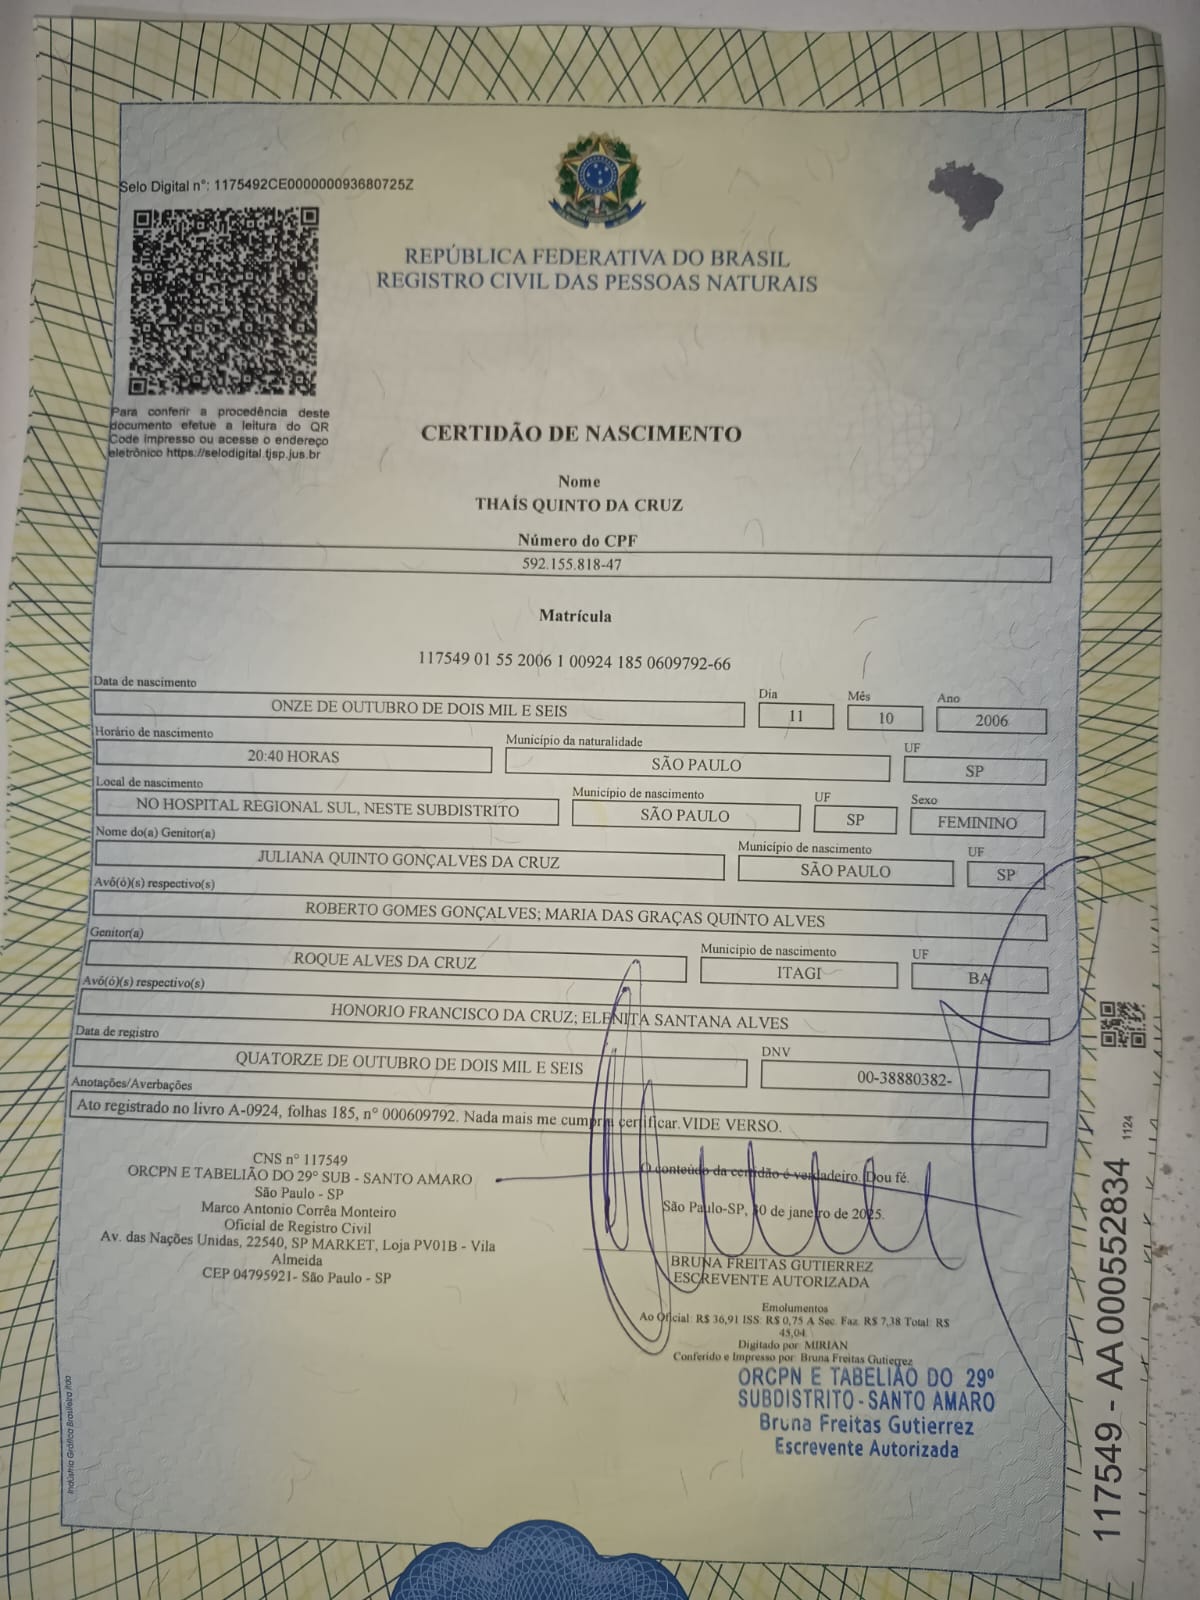 Selo Digital n°: 1175492CE000000093680725Z
REPÚBLICA FEDERATIVA DO BRASIL
REGISTRO CIVIL DAS PESSOAS NATURAIS
Para conferir a procedência deste
documento efetue a leitura do QR
Code impresso ou acesse o endereço
eletrônico https://selodigital.tjsp.jus.br
CERTIDÃO DE NASCIMENTO
Nome
THAÍS QUINTO DA CRUZ
Número do CPF
592.155.818-47
Matrícula
117549 01 55 2006 1 00924 185 0609792-66
Data de nascimento Dia Mês Ano
ONZE DE OUTUBRO DE DOIS MIL E SEIS 11 10 2006
Horário de nascimento Município da naturalidade UF
20:40 HORAS SÃO PAULO SP
Local de nascimento Município de nascimento UF Sexo
NO HOSPITAL REGIONAL SUL, NESTE SUBDISTRITO SÃO PAULO SP FEMININO
Nome do(a) Genitor(a) Município de nascimento UF
JULIANA QUINTO GONÇALVES DA CRUZ SÃO PAULO SP
Avô(ó)(s) respectivo(s)
ROBERTO GOMES GONÇALVES; MARIA DAS GRAÇAS QUINTO ALVES
Genitor(a) Município de nascimento UF
ROQUE ALVES DA CRUZ ITAGI BA
Avô(ó)(s) respectivo(s)
HONORIO FRANCISCO DA CRUZ; ELENITA SANTANA ALVES
Data de registro DNV
QUATORZE DE OUTUBRO DE DOIS MIL E SEIS 00-38880382-
Anotações/Averbações
Ato registrado no livro A-0924, folhas 185, n° 000609792. Nada mais me cumpria certificar. VIDE VERSO.
CNS n° 117549
ORCPN E TABELIÃO DO 29° SUB - SANTO AMARO
São Paulo - SP
Marco Antonio Corrêa Monteiro
Oficial de Registro Civil
Av. das Nações Unidas, 22540, SP MARKET, Loja PV01B - Vila
Almeida
CEP 04795921- São Paulo - SP
O conteúdo da certidão é verdadeiro. Dou fé.
São Paulo-SP, de janeiro de 2025.
BRUNA FREITAS GUTIERREZ
ESCREVENTE AUTORIZADA
Emolumentos
Ao Oficial: R$ 36,91 ISS: R$ 0,75 A Sec. Faz. R$ 7,38 Total: R$
45,04.
Digitado por: MIRIAN
Conferido e Impresso por: Bruna Freitas Gutierrez
ORCPN E TABELIÃO DO 29º
SUBDISTRITO - SANTO AMARO
Bruna Freitas Gutierrez
Escrevente Autorizada
Indústria Gráfica Brasileira ltda
117549 - AA 000552834 1124